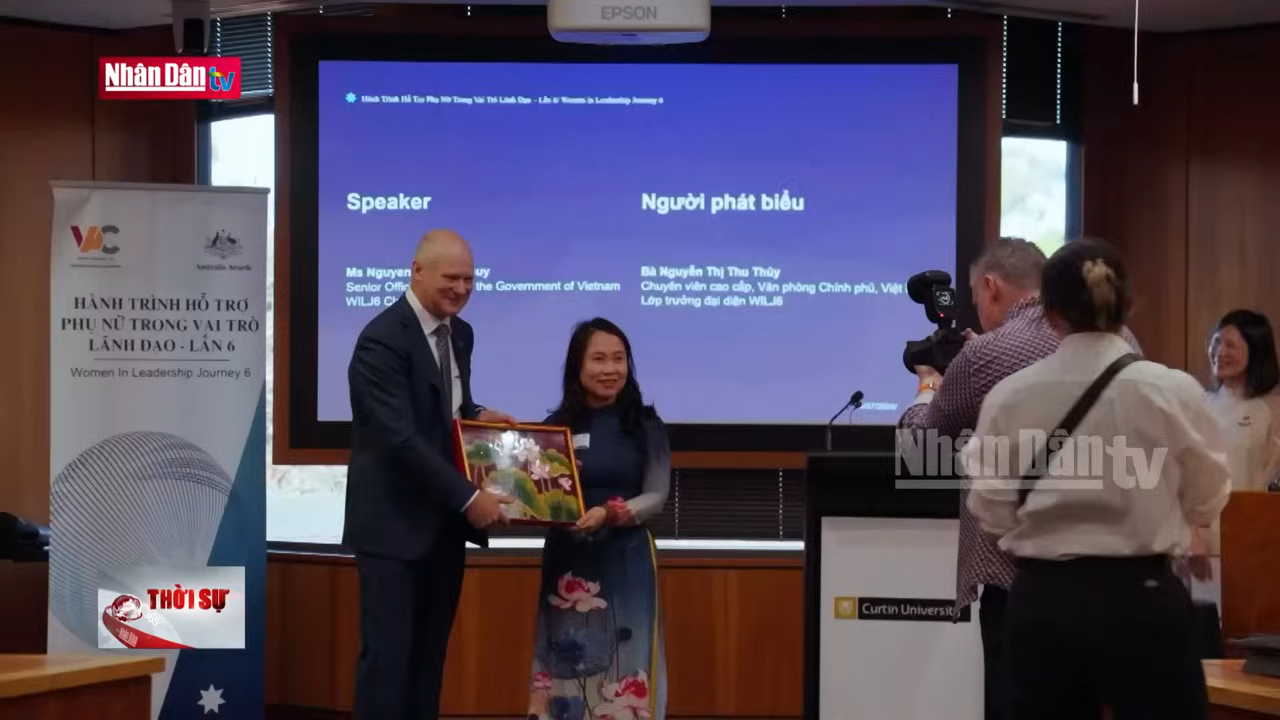 EPSON
Nhân Dân tv
Hành Trình Hỗ Trợ Phụ Nữ Trong Vai Trò Lãnh Đạo - Lần 6/ Women in Leadership Journey 6
Speaker
Người phát biểu
Ms Nguyen
Senior
the Government of Vietnam
WILJ6
Bà Nguyễn Thị Thu Thủy
Chuyên viên cao cấp, Văn phòng Chính phủ, Việt
Lớp trưởng đại diện WILJ6
VAC
Australia Awards
HÀNH TRÌNH HỖ TRỢ
PHỤ NỮ TRONG VAI TRÒ
LÃNH ĐẠO - LẦN 6
Women In Leadership Journey 6
Nhân Dân tv
THỜI SỰ
Curtin University